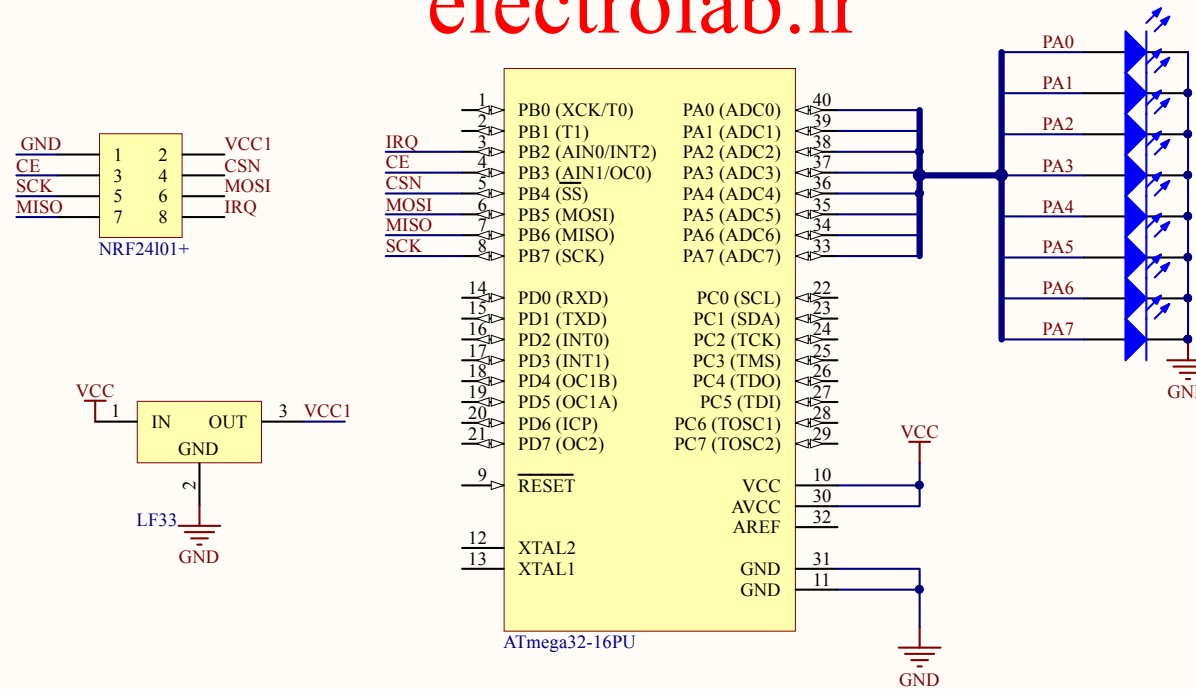 electrolab.ir
GND 1 2 VCC1
CE 3 4 CSN
SCK 5 6 MOSI
MISO 7 8 IRQ
NRF24l01+
VCC
1 IN OUT 3 VCC1
GND
2
LF33
GND
1 PB0 (XCK/T0) PA0 (ADC0) 40
2 PB1 (T1) PA1 (ADC1) 39
IRQ 3 PB2 (AIN0/INT2) PA2 (ADC2) 38
CE 4 PB3 (AIN1/OC0) PA3 (ADC3) 37
CSN 5 PB4 (SS) PA4 (ADC4) 36
MOSI 6 PB5 (MOSI) PA5 (ADC5) 35
MISO 7 PB6 (MISO) PA6 (ADC6) 34
SCK 8 PB7 (SCK) PA7 (ADC7) 33
14 PD0 (RXD) PC0 (SCL) 22
15 PD1 (TXD) PC1 (SDA) 23
16 PD2 (INT0) PC2 (TCK) 24
17 PD3 (INT1) PC3 (TMS) 25
18 PD4 (OC1B) PC4 (TDO) 26
19 PD5 (OC1A) PC5 (TDI) 27
20 PD6 (ICP) PC6 (TOSC1) 28
21 PD7 (OC2) PC7 (TOSC2) 29
9 RESET VCC 10
AVCC 30
AREF 32
12 XTAL2
13 XTAL1
GND 31
GND 11
ATmega32-16PU
VCC
GND
PA0
PA1
PA2
PA3
PA4
PA5
PA6
PA7
GND